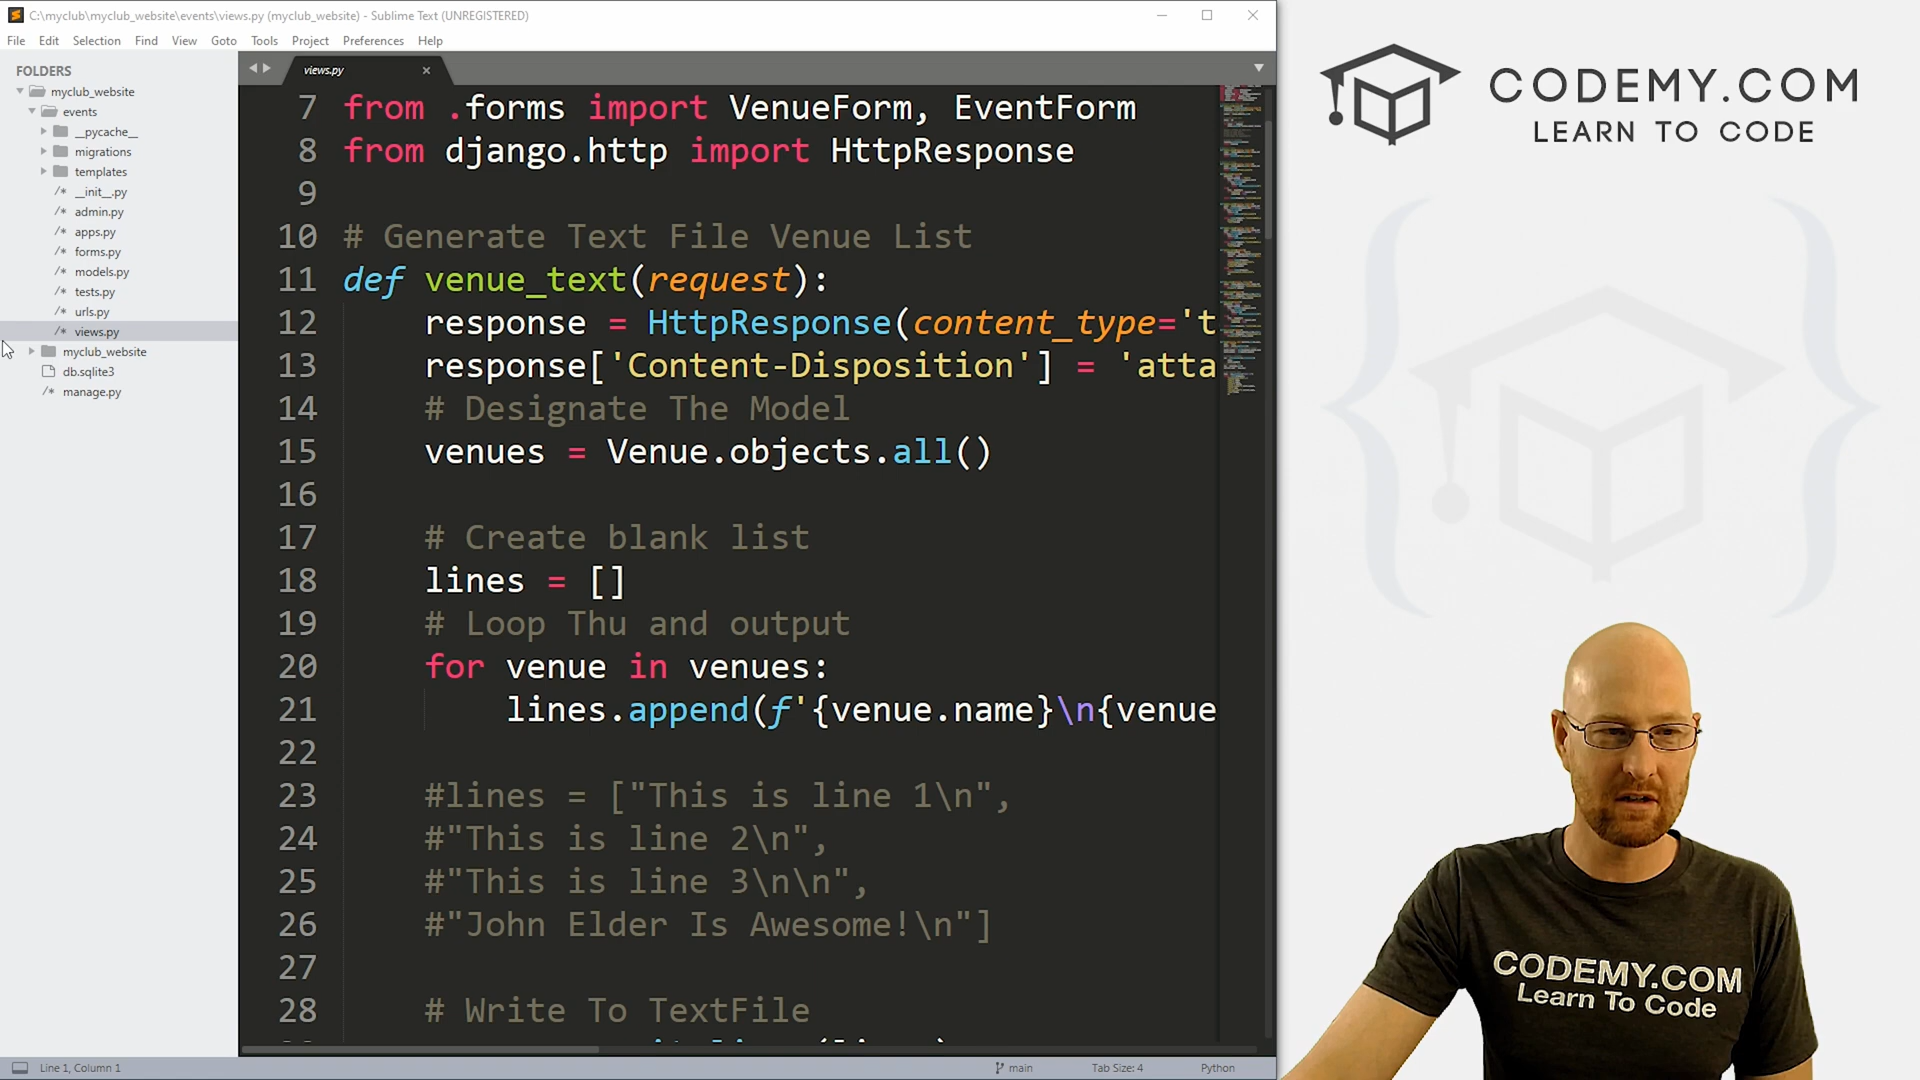 C:\myclub\myclub_website\events\views.py (myclub_website) - Sublime Text (UNREGISTERED)
File Edit Selection Find View Goto Tools Project Preferences Help
FOLDERS
myclub_website
events
__pycache__
migrations
templates
__init__.py
admin.py
apps.py
forms.py
models.py
tests.py
urls.py
views.py
myclub_website
db.sqlite3
manage.py
views.py
7 from .forms import VenueForm, EventForm
8 from django.http import HttpResponse
9
10 # Generate Text File Venue List
11 def venue_text(request):
12 response = HttpResponse(content_type='t
13 response['Content-Disposition'] = 'atta
14 # Designate The Model
15 venues = Venue.objects.all()
16
17 # Create blank list
18 lines = []
19 # Loop Thu and output
20 for venue in venues:
21 lines.append(f'{venue.name}\n{venue
22
23 #lines = ["This is line 1\n",
24 #"This is line 2\n",
25 #"This is line 3\n\n",
26 #"John Elder Is Awesome!\n"]
27
28 # Write To TextFile
Line 1, Column 1
main
Tab Size: 4
Python
CODEMY.COM
LEARN TO CODE
CODEMY.COM
Learn To Code